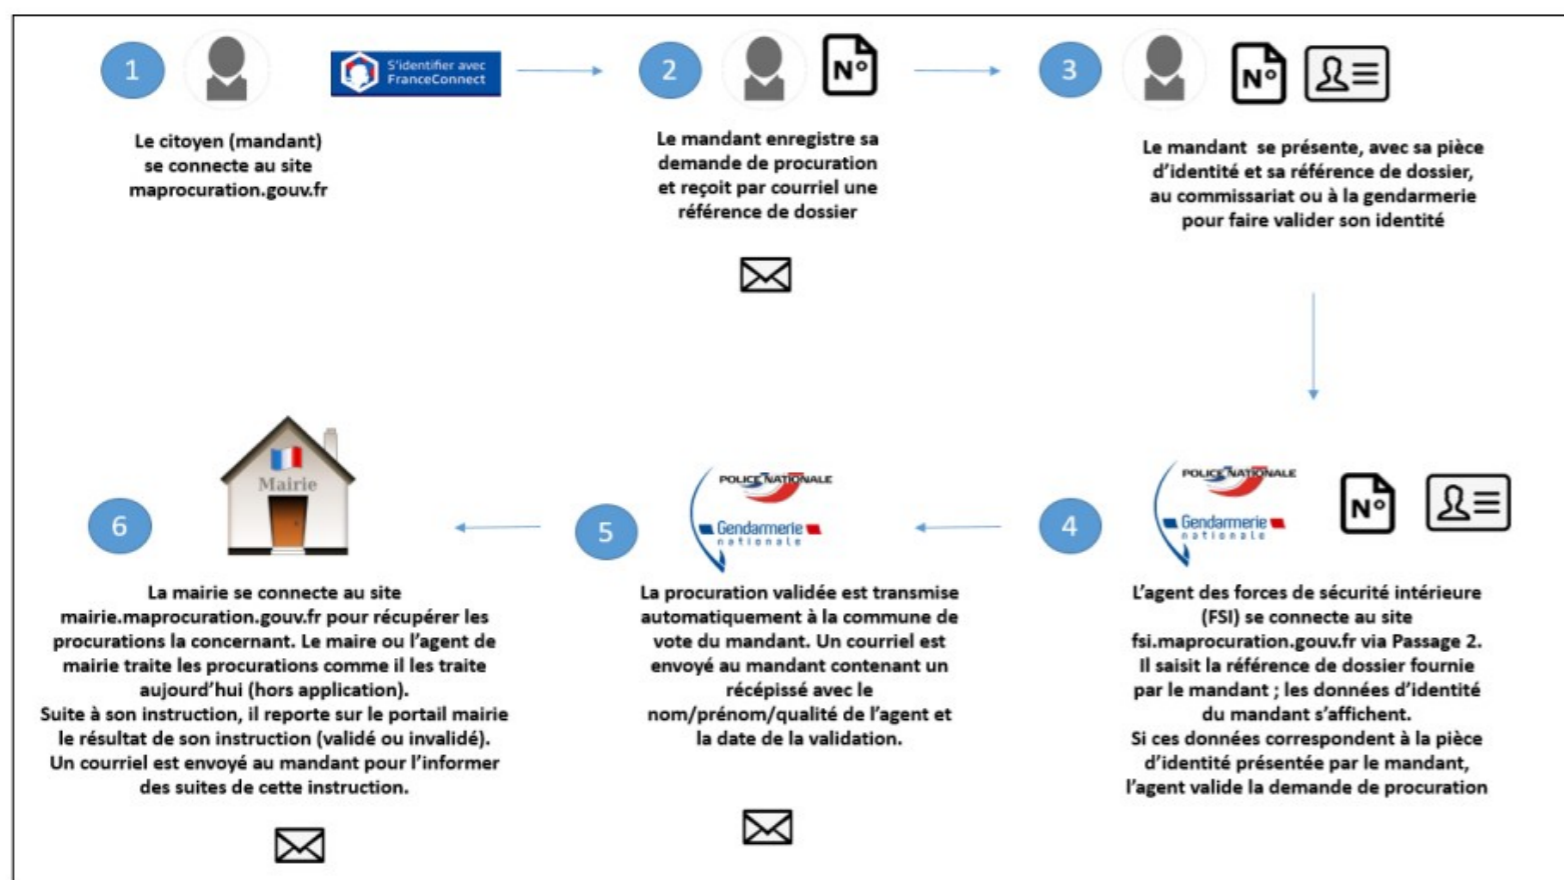 1
S'identifier avec
FranceConnect
Le citoyen (mandant)
se connecte au site
maprocuration.gouv.fr
2
N°
Le mandant enregistre sa
demande de procuration
et reçoit par courriel une
référence de dossier
3
N°
Le mandant se présente, avec sa pièce
d'identité et sa référence de dossier,
au commissariat ou à la gendarmerie
pour faire valider son identité
4
POLICE NATIONALE
Gendarmerie
nationale
N°
L'agent des forces de sécurité intérieure
(FSI) se connecte au site
fsi.maprocuration.gouv.fr via Passage 2.
Il saisit la référence de dossier fournie
par le mandant ; les données d'identité
du mandant s'affichent.
Si ces données correspondent à la pièce
d'identité présentée par le mandant,
l'agent valide la demande de procuration
5
POLICE NATIONALE
Gendarmerie
nationale
La procuration validée est transmise
automatiquement à la commune de
vote du mandant. Un courriel est
envoyé au mandant contenant un
récépissé avec le
nom/prénom/qualité de l'agent et
la date de la validation.
6
Mairie
La mairie se connecte au site
mairie.maprocuration.gouv.fr pour récupérer les
procurations la concernant. Le maire ou l'agent de
mairie traite les procurations comme il les traite
aujourd'hui (hors application).
Suite à son instruction, il reporte sur le portail mairie
le résultat de son instruction (validé ou invalidé).
Un courriel est envoyé au mandant pour l'informer
des suites de cette instruction.